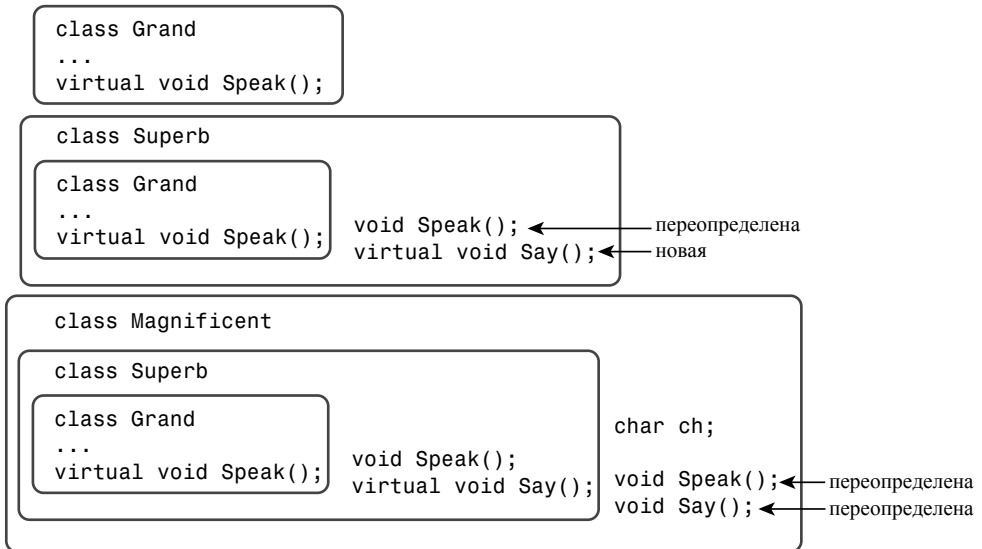 class Grand
...
virtual void Speak();
class Superb
class Grand
...
virtual void Speak();
void Speak();
переопределена
virtual void Say();
новая
class Magnificent
class Superb
class Grand
...
virtual void Speak();
void Speak();
virtual void Say();
char ch;
void Speak();
переопределена
void Say();
переопределена